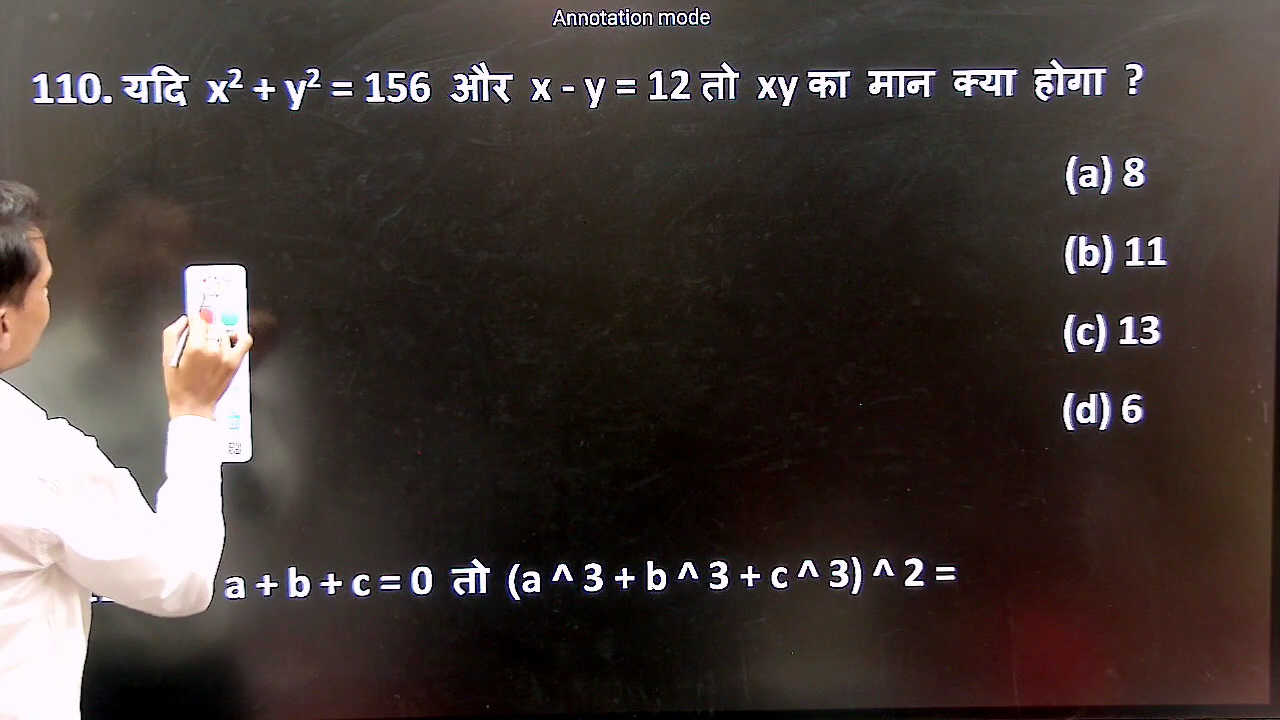 Annotation mode
110. यदि x² + y² = 156 और x - y = 12 तो xy का मान क्या होगा ?
(a) 8
(b) 11
(c) 13
(d) 6
a + b + c = 0 तो (a ^ 3 + b ^ 3 + c ^ 3) ^ 2 =